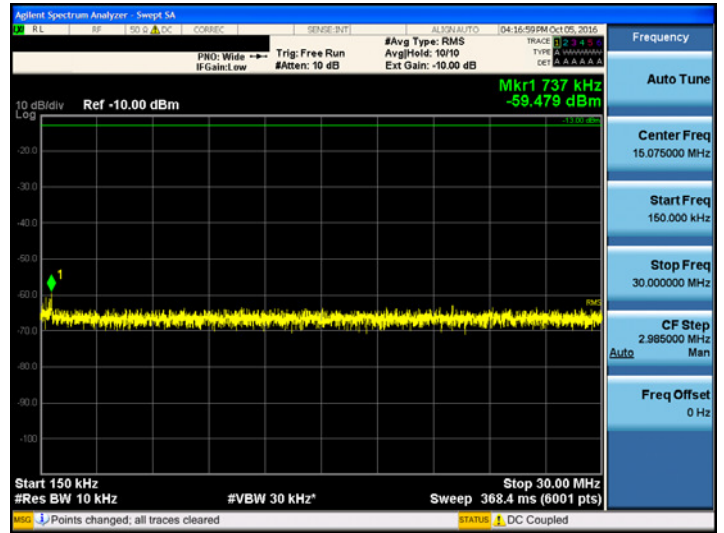 Agilent Spectrum Analyzer - Swept SA
RL RF 50 Ω DC CORREC SENSE:INT ALIGNAUTO 04:16:59 PM Oct 05, 2016
PNO: Wide
IFGain:Low
Trig: Free Run
#Atten: 10 dB
#Avg Type: RMS
Avg|Hold: 10/10
Ext Gain: -10.00 dB
TRACE 1 2 3 4 5 6
TYPE A WWWWW
DET A A A A A A
Mkr1 737 kHz
-59.479 dBm
10 dB/div Ref -10.00 dBm
Log
-13.00 dBm
-20.0
-30.0
-40.0
-50.0
1
-60.0
RMS
-70.0
-80.0
-90.0
-100
Start 150 kHz Stop 30.00 MHz
#Res BW 10 kHz #VBW 30 kHz* Sweep 368.4 ms (6001 pts)
MSG Points changed; all traces cleared STATUS DC Coupled
Frequency
Auto Tune
Center Freq
15.075000 MHz
Start Freq
150.000 kHz
Stop Freq
30.000000 MHz
CF Step
2.985000 MHz
Auto Man
Freq Offset
0 Hz